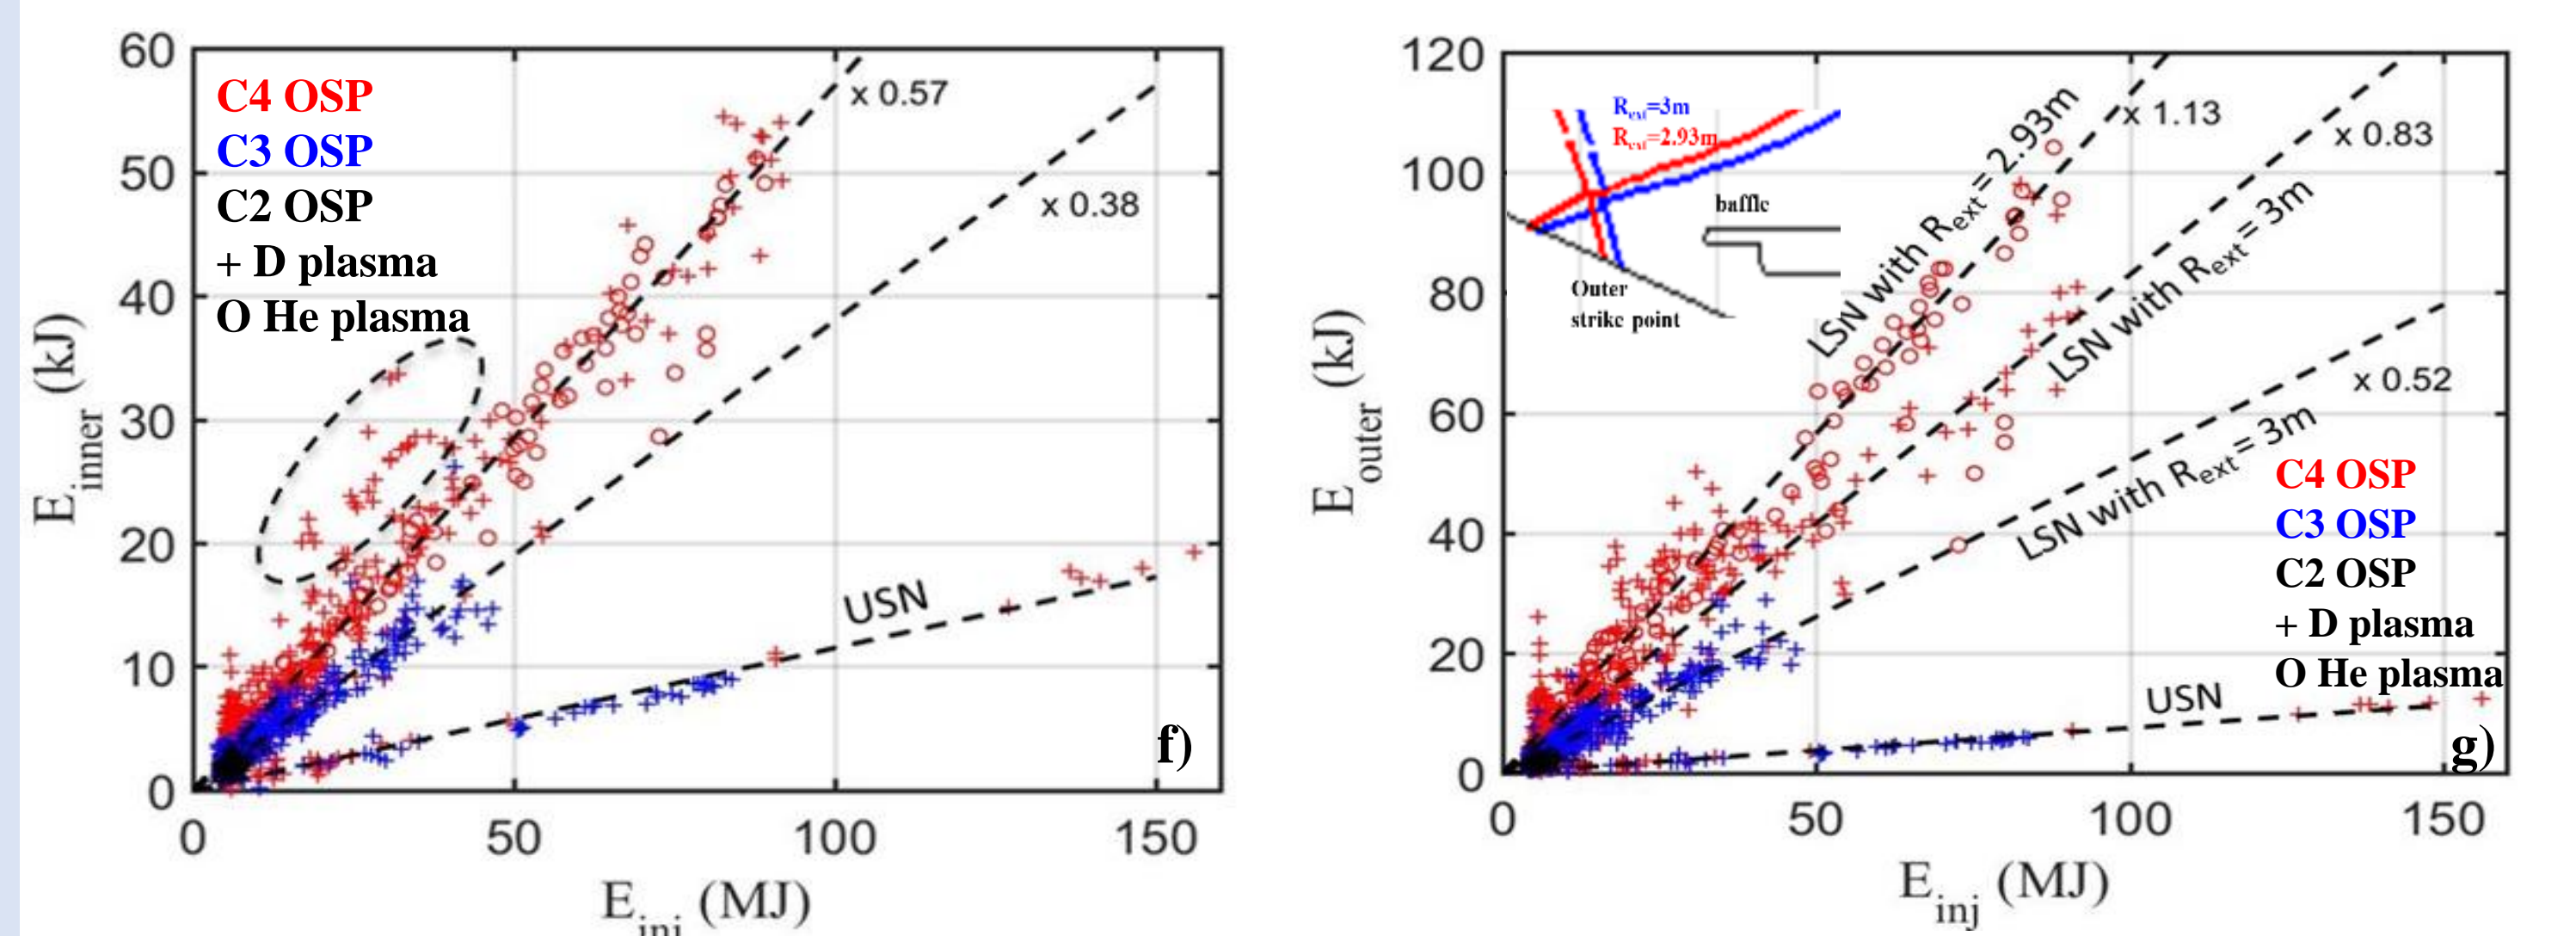 60
50
40
30
20
10
0
E_inner (kJ)
C4 OSP
C3 OSP
C2 OSP
+ D plasma
O He plasma
x 0.57
x 0.38
USN
f)
0 50 100 150
E_inj (MJ)
120
100
80
60
40
20
0
E_outer (kJ)
R_ext=3m
R_ext=2.93m
baffle
Outer
strike point
LSN with R_ext = 2.93m
x 1.13
x 0.83
LSN with R_ext = 3m
x 0.52
LSN with R_ext = 3m
C4 OSP
C3 OSP
C2 OSP
+ D plasma
O He plasma
USN
g)
0 50 100 150
E_inj (MJ)